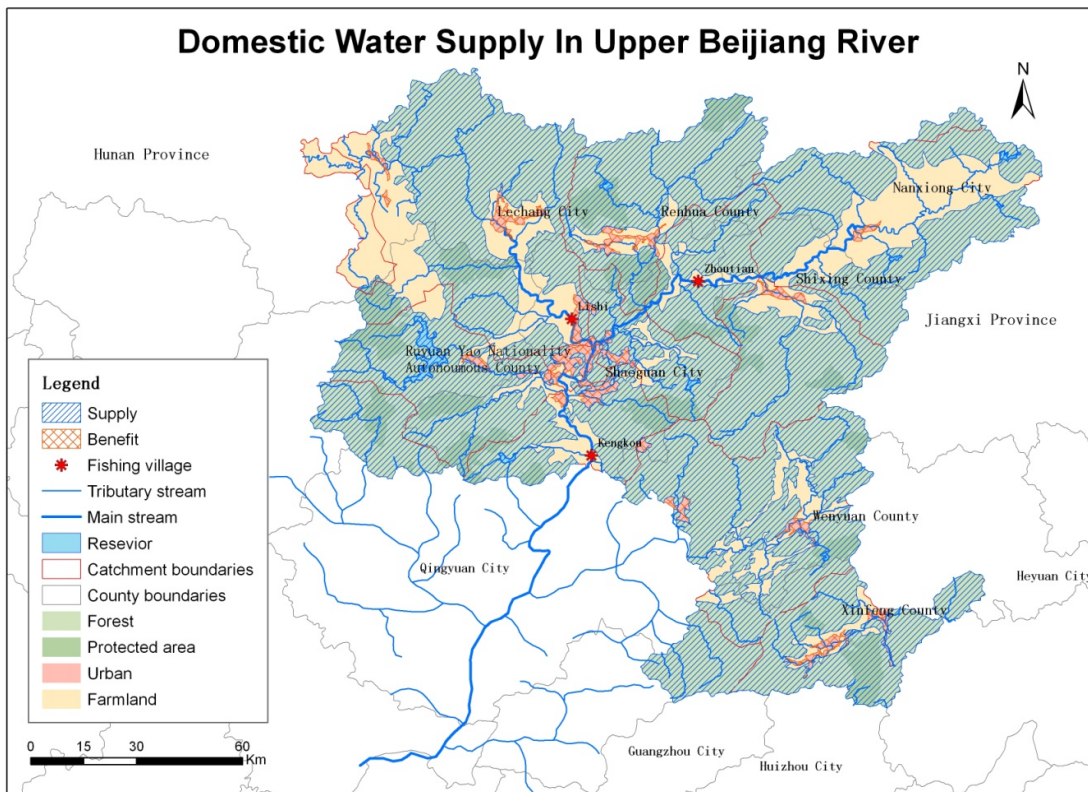 Domestic Water Supply In Upper Beijiang River
N
Hunan Province
Nanxiong City
Lechang City
Renhua County
Zhoutian
Shixing County
Lishi
Jiangxi Province
Ruyuan Yao Nationality
Autonoumous County
Shaoguan City
Kengkou
Wenyuan County
Qingyuan City
Heyuan City
XinFeng County
Guangzhou City
Huizhou City
Legend
Supply
Benefit
Fishing village
Tributary stream
Main stream
Resevior
Catchment boundaries
County boundaries
Forest
Protected area
Urban
Farmland
0 15 30 60
Km